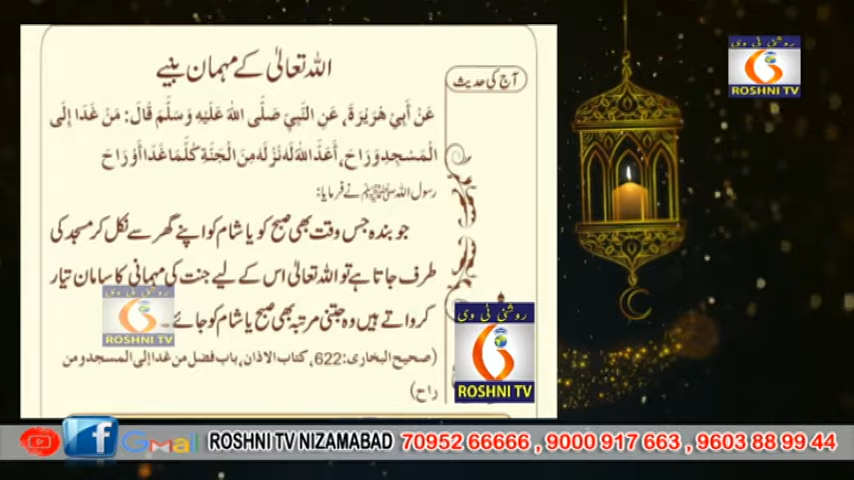 اللہ تعالیٰ کے مہمان بنیے
آج کی حدیث
عَنْ أَبِيْ هُرَيْرَةَ، عَنِ النَّبِيِّ صَلَّى اللهُ عَلَيْهِ وَسَلَّمَ قَالَ: مَنْ غَدَا إِلَى
الْمَسْجِدِ وَرَاحَ، أَعَدَّ اللهُ لَهُ نُزُلَهُ مِنَ الْجَنَّةِ كُلَّمَا غَدَا أَوْ رَاحَ
رسول اللہ ﷺ نے فرمایا:
جو بندہ جس وقت بھی صبح کو یا شام کو اپنے گھر سے نکل کر مسجد کی
طرف جاتا ہے تو اللہ تعالیٰ اس کے لیے جنت کی مہمانی کا سامان تیار
کرواتے ہیں وہ جتنی مرتبہ بھی صبح یا شام کو جائے۔
(صحیح البخاری:622، کتاب الاذان، باب فضل من غدا إلى المسجد و من
راح)
روشنی ٹی وی
ROSHNI TV
روشنی ٹی وی
ROSHNI TV
روشنی ٹی وی
ROSHNI TV
f Gmail ROSHNI TV NIZAMABAD 70952 66666 , 9000 917 663 , 9603 88 99 44